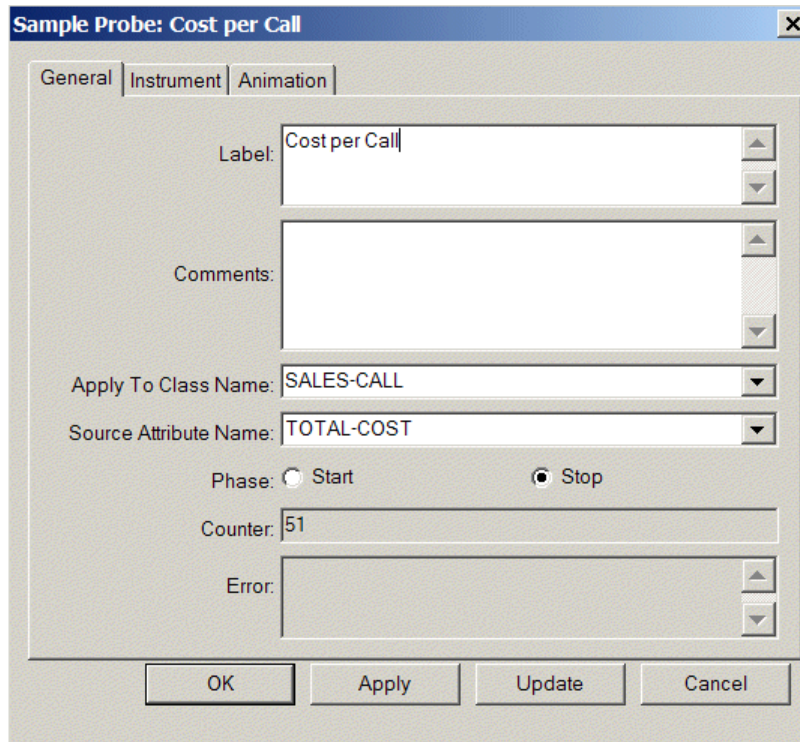 Sample Probe: Cost per Call
General Instrument Animation
Label: Cost per Call
Comments:
Apply To Class Name: SALES-CALL
Source Attribute Name: TOTAL-COST
Phase: Start Stop
Counter: 51
Error:
OK Apply Update Cancel